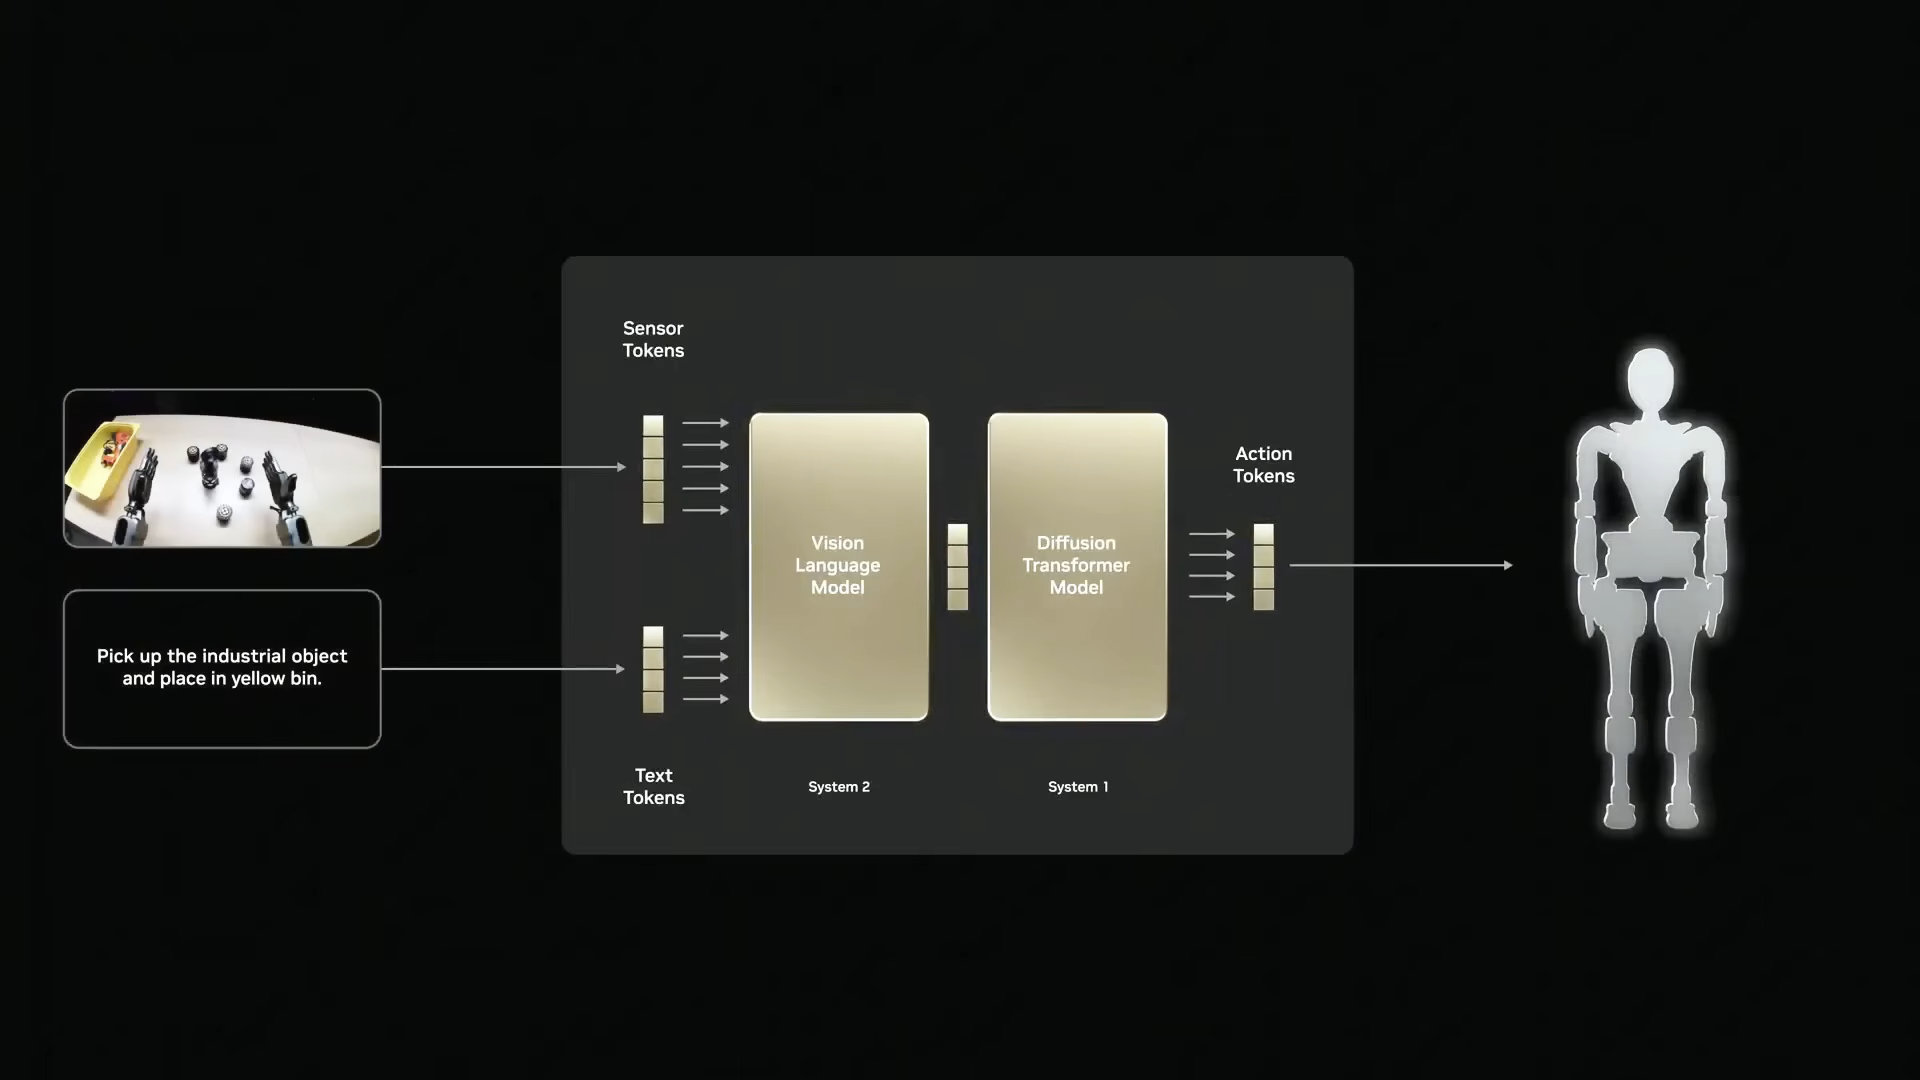 Sensor
Tokens
Pick up the industrial object
and place in yellow bin.
Text
Tokens
Vision
Language
Model
System 2
Diffusion
Transformer
Model
System 1
Action
Tokens